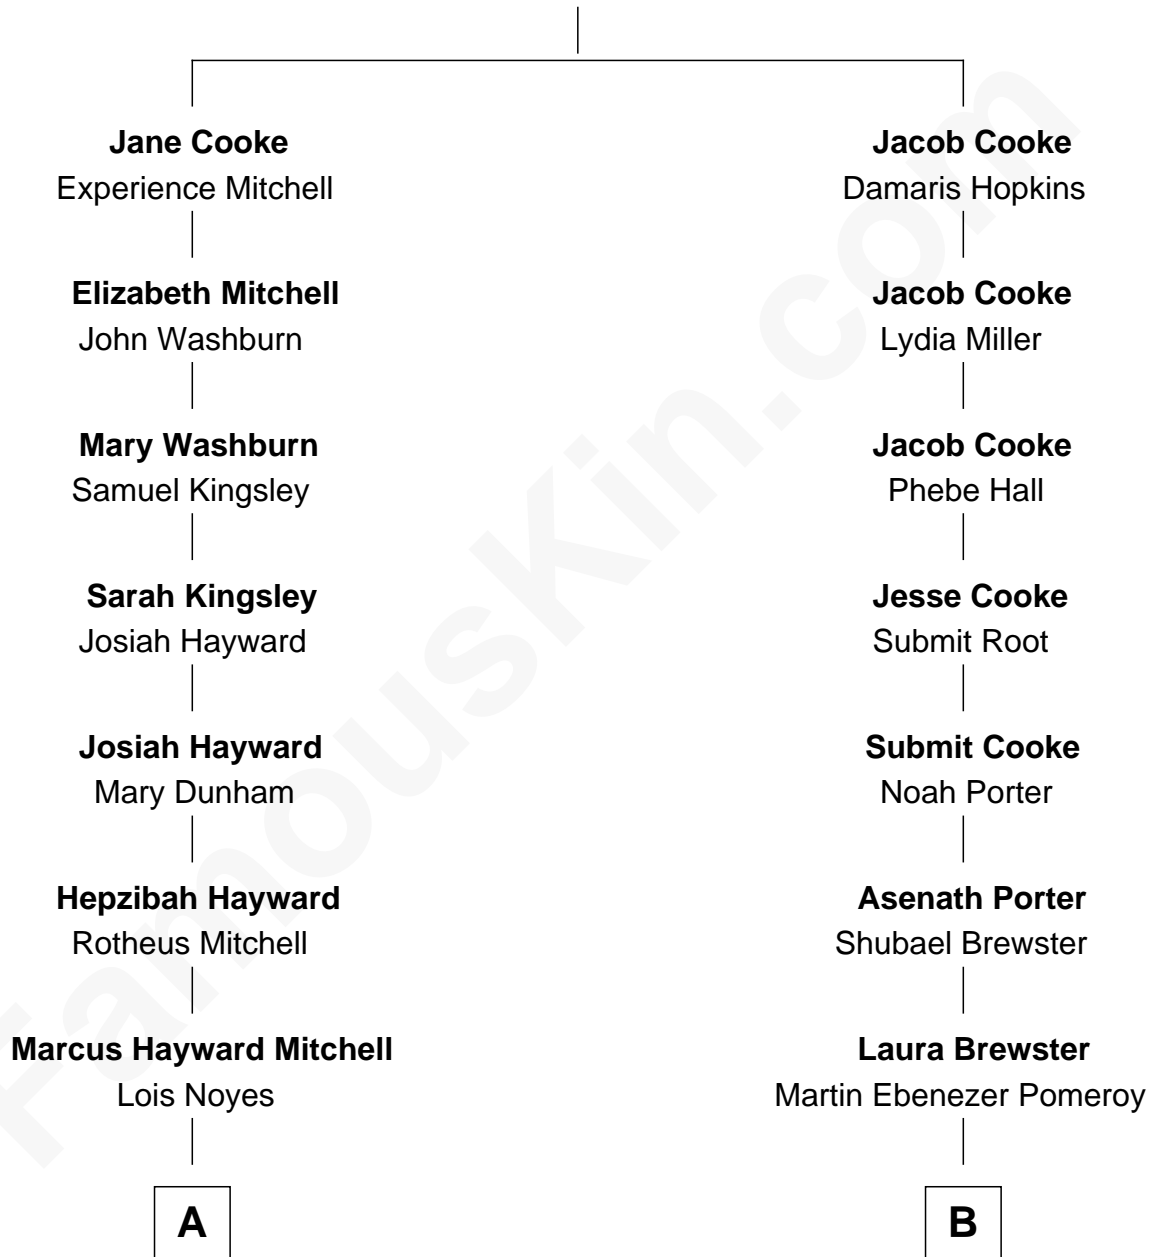 Jane Cooke
Experience Mitchell
Elizabeth Mitchell
John Washburn
Mary Washburn
Samuel Kingsley
Sarah Kingsley
Josiah Hayward
Josiah Hayward
Mary Dunham
Hepzibah Hayward
Rotheus Mitchell
Marcus Hayward Mitchell
Lois Noyes
A
Jacob Cooke
Damaris Hopkins
Jacob Cooke
Lydia Miller
Jacob Cooke
Phebe Hall
Jesse Cooke
Submit Root
Submit Cooke
Noah Porter
Asenath Porter
Shubael Brewster
Laura Brewster
Martin Ebenezer Pomeroy
B
FamousKin.com